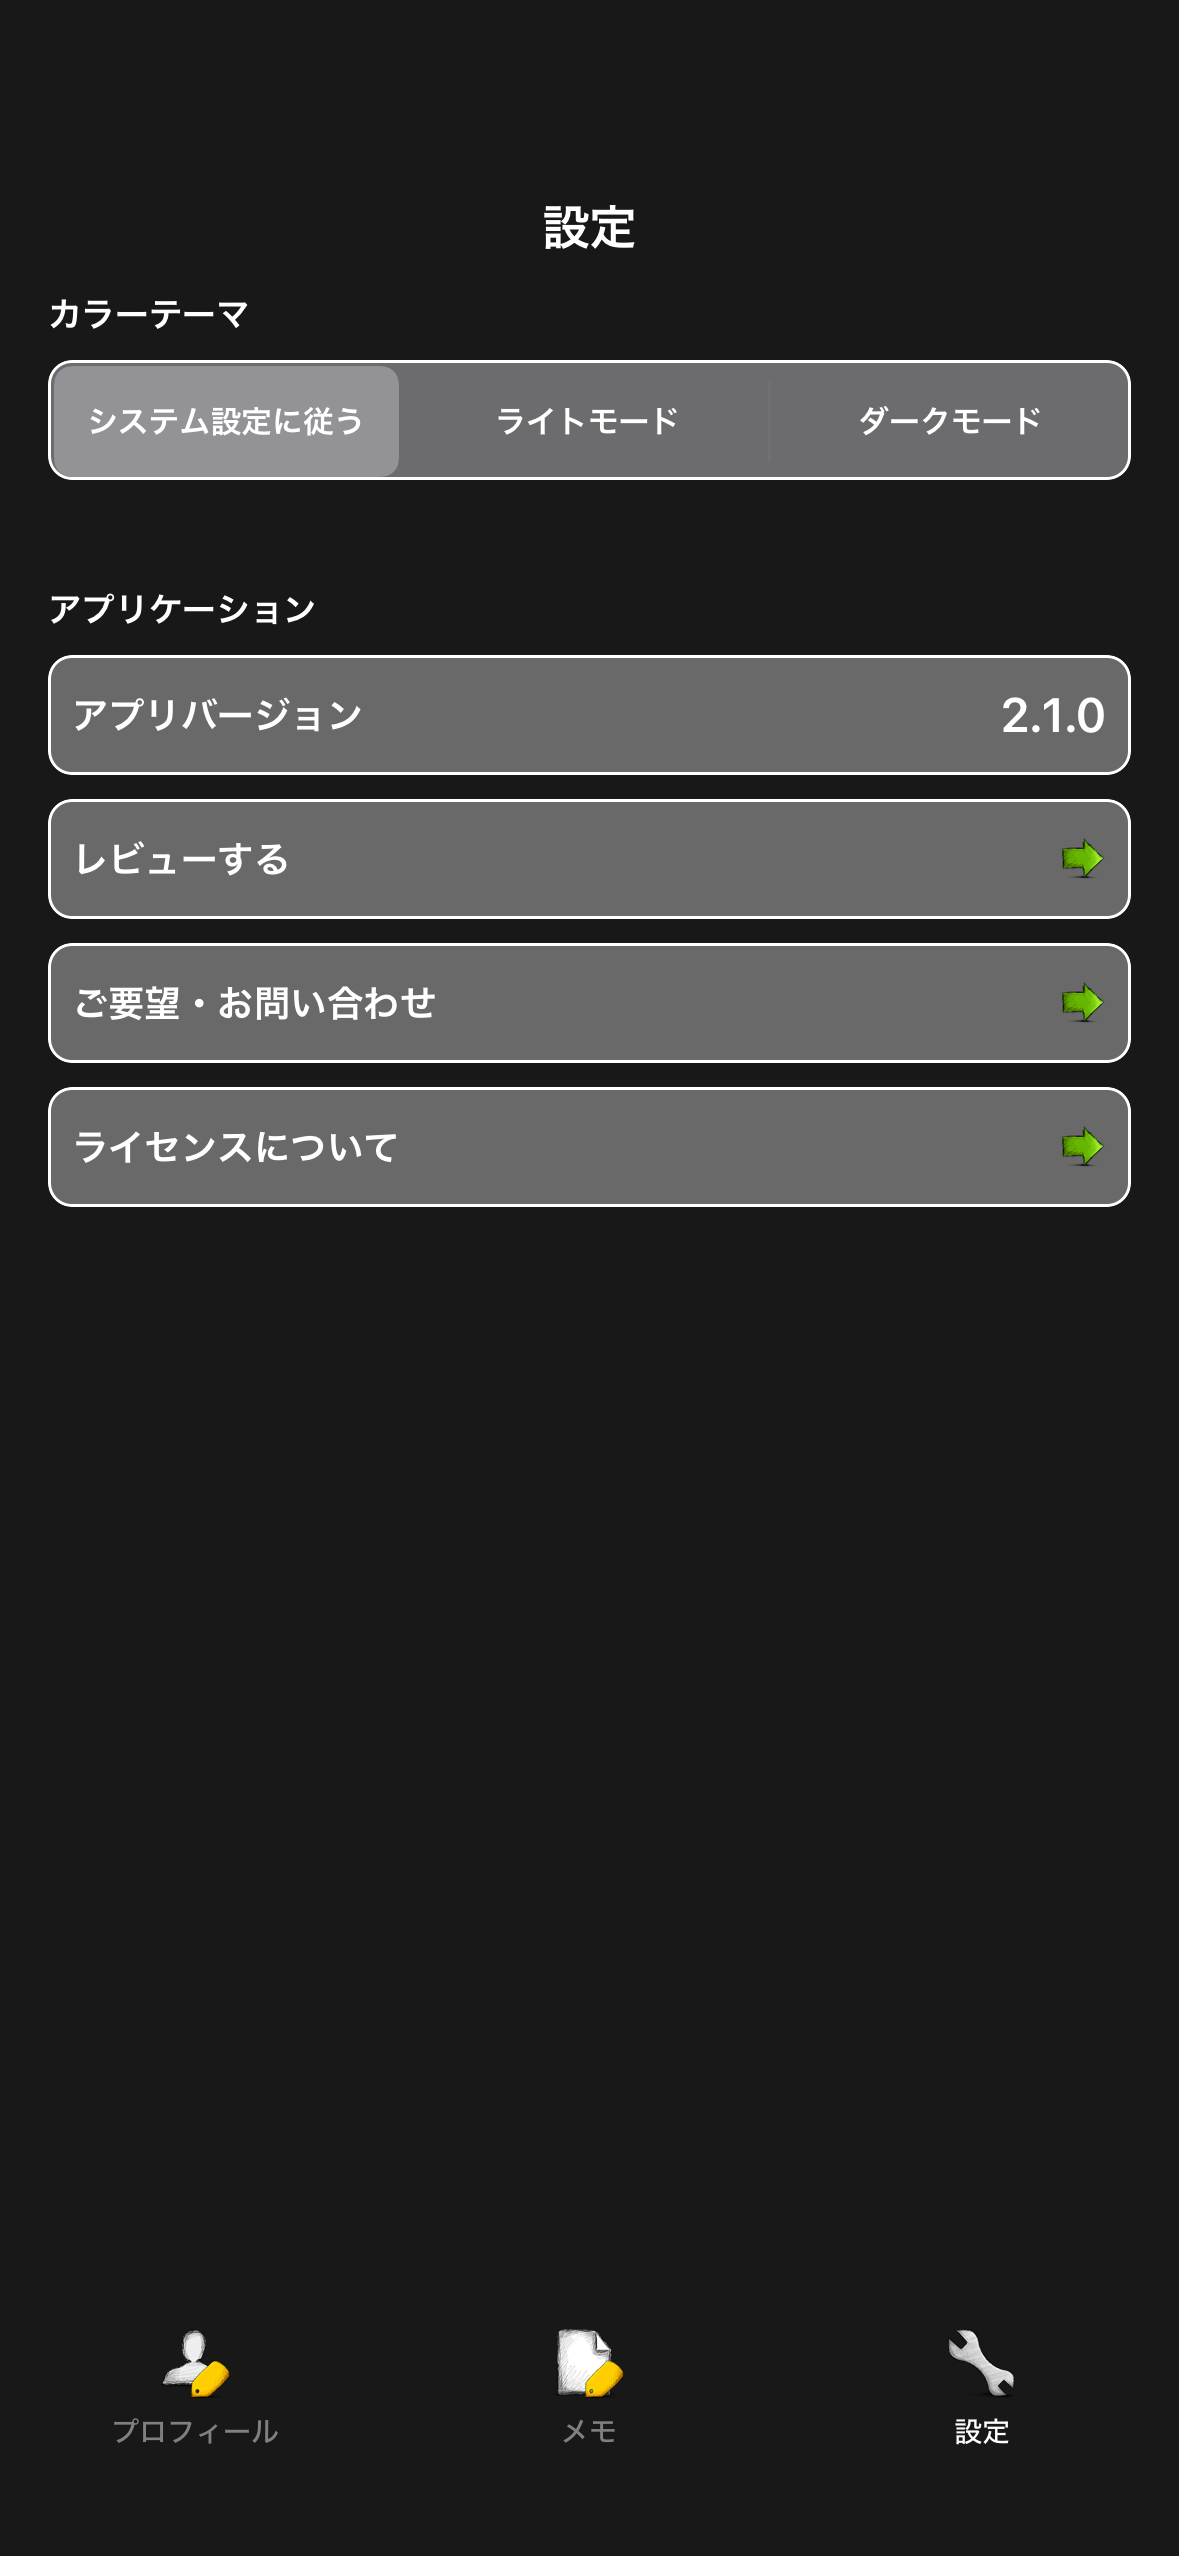 設定
カラーテーマ
システム設定に従う
ライトモード
ダークモード
アプリケーション
アプリバージョン
2.1.0
レビューする
ご要望・お問い合わせ
ライセンスについて
プロフィール
メモ
設定